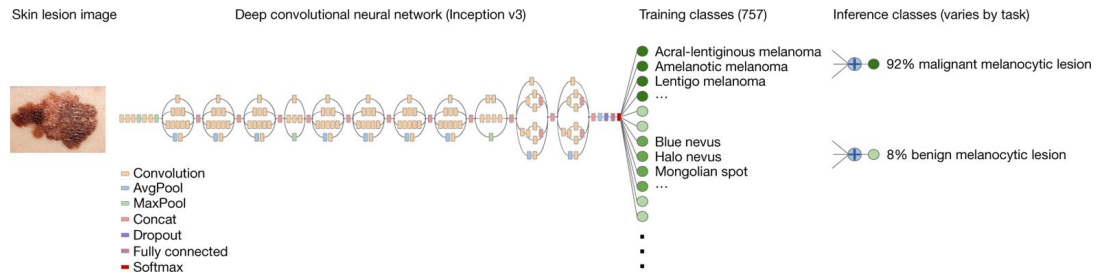 Skin lesion image
Deep convolutional neural network (Inception v3)
Training classes (757)
Inference classes (varies by task)
Acral-lentiginous melanoma
Amelanotic melanoma
Lentigo melanoma
...
Blue nevus
Halo nevus
Mongolian spot
...
92% malignant melanocytic lesion
8% benign melanocytic lesion
Convolution
AvgPool
MaxPool
Concat
Dropout
Fully connected
Softmax